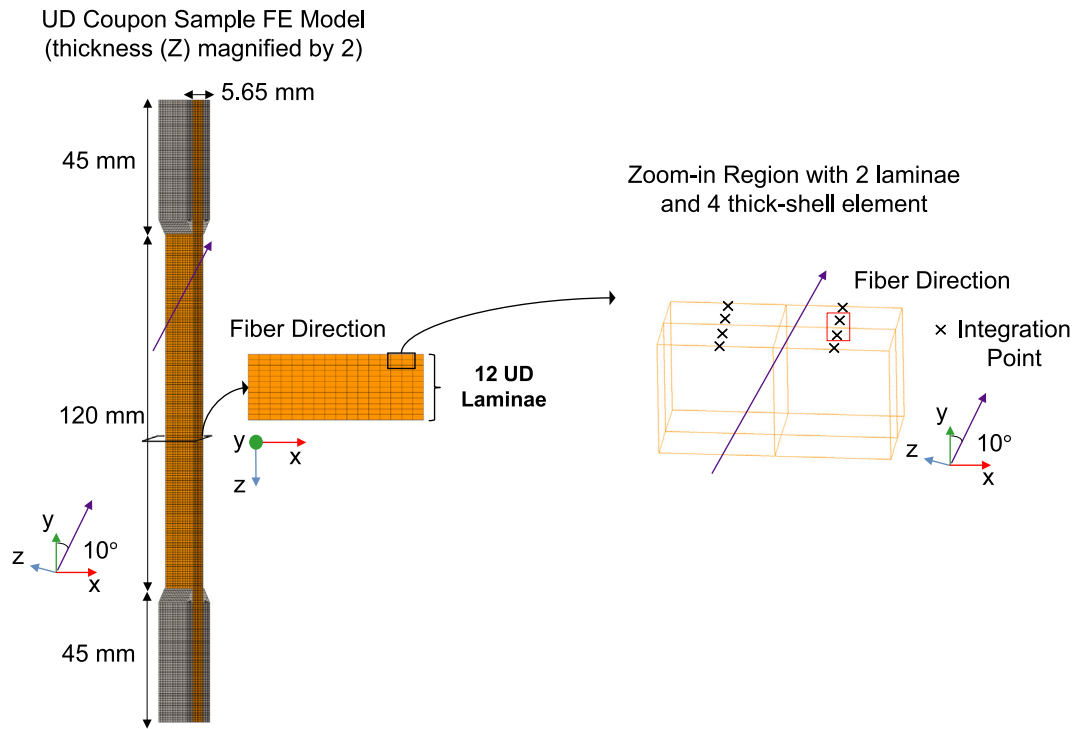 UD Coupon Sample FE Model
(thickness (Z) magnified by 2)
5.65 mm
45 mm
Zoom-in Region with 2 laminae
and 4 thick-shell element
Fiber Direction
Fiber Direction
× Integration
Point
12 UD
Laminae
120 mm
y
x
z
y
10°
z
x
y
10°
z
x
45 mm